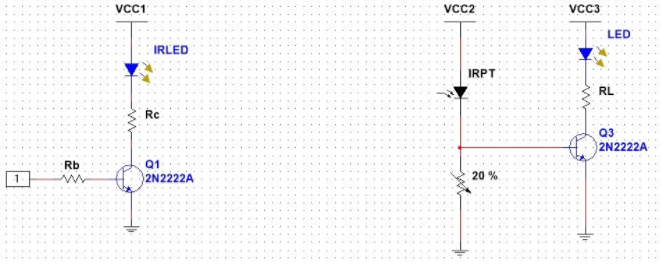 VCC1
IRLED
Rc
Rb
Q1
1
2N2222A
VCC2
VCC3
LED
IRPT
RL
Q3
2N2222A
20 %